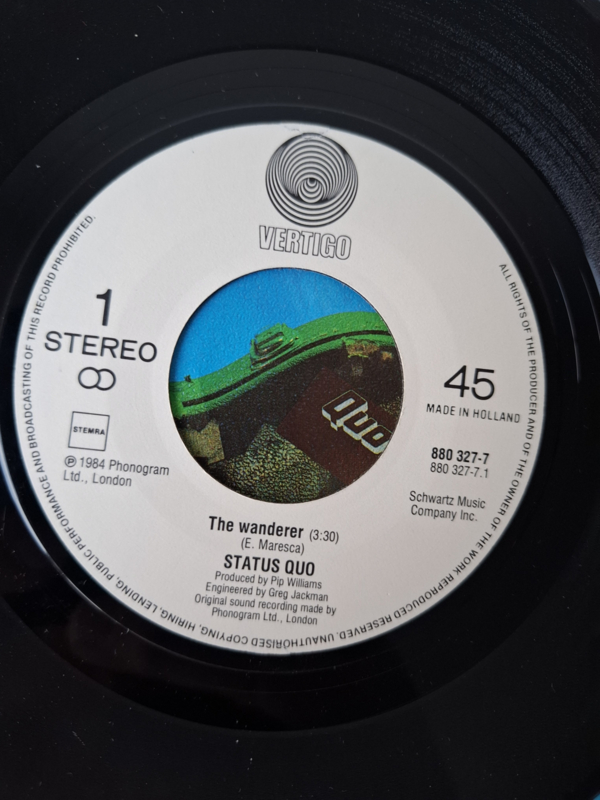 VERTIGO
1
STEREO
STEMRA
℗ 1984 Phonogram
Ltd., London
45
MADE IN HOLLAND
880 327-7
880 327-7.1
Schwartz Music
Company Inc.
Quo
The wanderer (3:30)
(E. Maresca)
STATUS QUO
Produced by Pip Williams
Engineered by Greg Jackman
Original sound recording made by
Phonogram Ltd., London
ALL RIGHTS OF THE PRODUCER AND OF THE OWNER OF THE WORK REPRODUCED RESERVED. UNAUTHORISED COPYING, HIRING, LENDING, PUBLIC PERFORMANCE AND BROADCASTING OF THIS RECORD PROHIBITED.